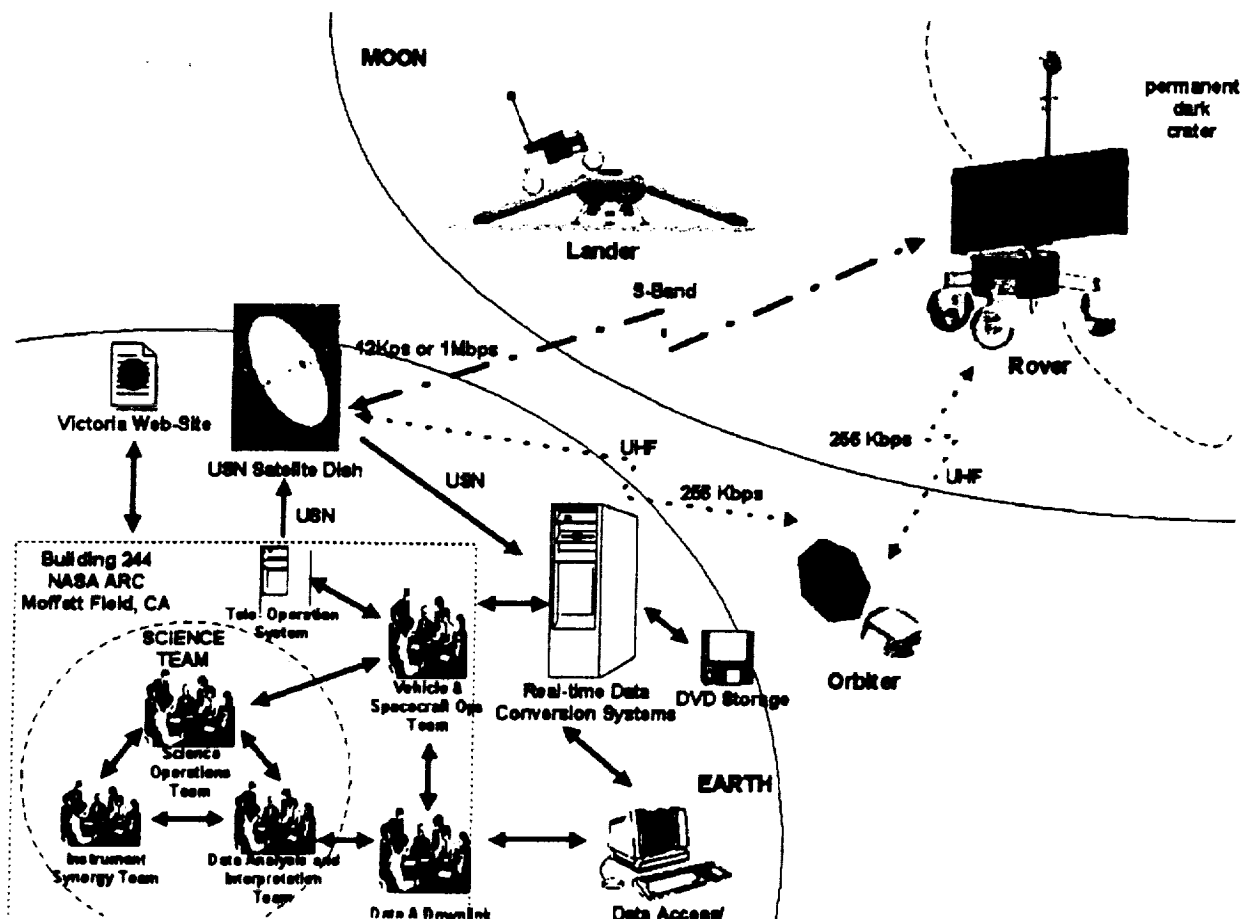 MOON
permanent
dark
crater
Lander
S-Band
Rover
12Kps or 1Mbps
Victoria Web-Site
USN Satelite Dish
UHF
256 Kbps
256 Kbps
UHF
USN
USN
Building 244
NASA ARC
Moffett Field, CA
Tele Operation
System
SCIENCE
TEAM
Vehicle &
Spacecraft Ops
Team
Real-time Data
Conversion Systems
DVD Storage
Orbiter
Science
Operations
Team
EARTH
Instrument
Synergy Team
Data Analysis and
Interpretation
Team
Data & Downlink
Data Access/